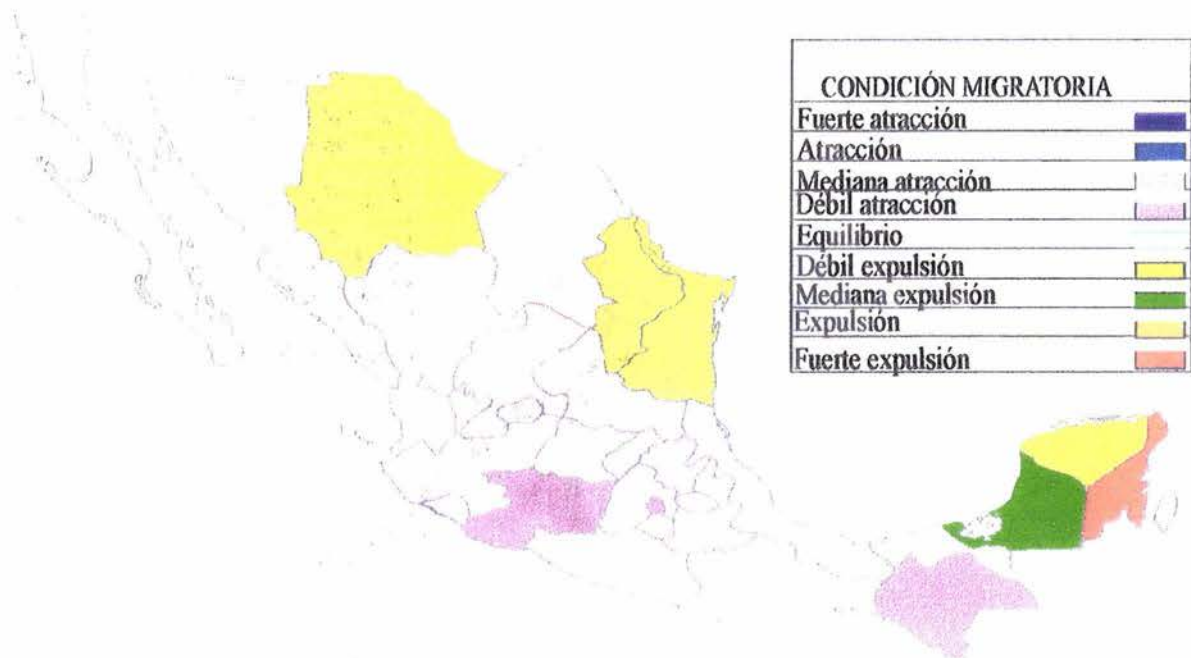 CONDICIÓN MIGRATORIA
Fuerte atracción
Atracción
Mediana atracción
Débil atracción
Equilibrio
Débil expulsión
Mediana expulsión
Expulsión
Fuerte expulsión